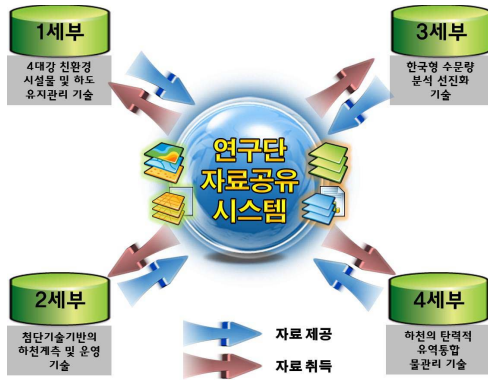 1세부
4대강 친환경
시설물 및 하도
유지관리 기술
3세부
한국형 수문량
분석 선진화
기술
연구단
자료공유
시스템
2세부
첨단기술기반의
하천계측 및 운영
기술
4세부
하천의 탄력적
유역통합
물관리 기술
자료 제공
자료 취득